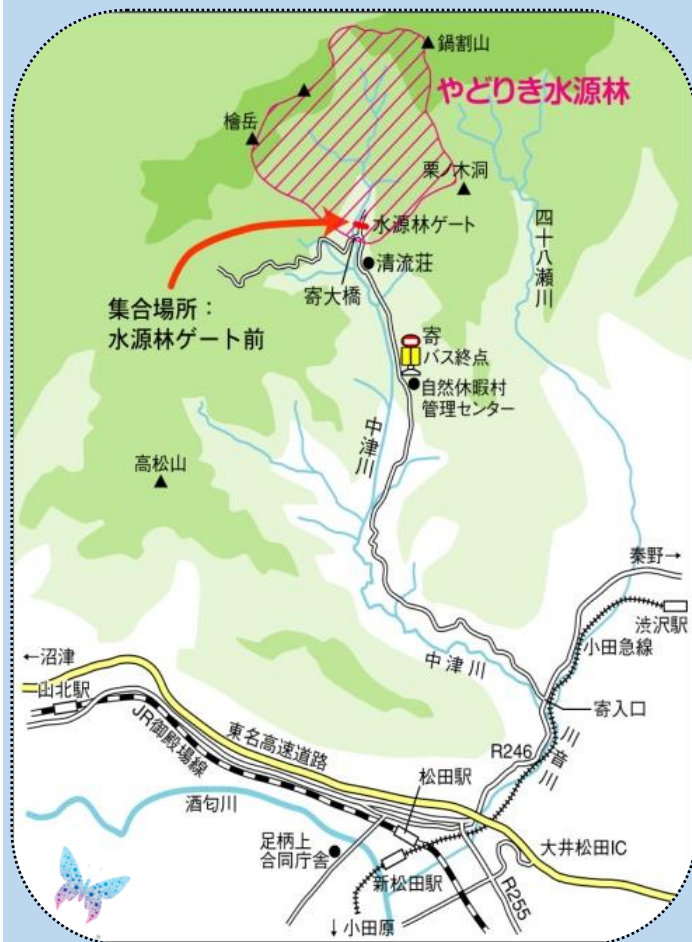 鍋割山
やどりき水源林
檜岳
栗ノ木洞
水源林ゲート
四十八瀬川
清流荘
寄大橋
集合場所：
水源林ゲート前
寄
バス終点
自然休暇村
管理センター
中津川
高松山
秦野→
渋沢駅
小田急線
←沼津
中津川
山北駅
寄入口
JR御殿場線
東名高速道路
R246
川音川
松田駅
酒匂川
足柄上
合同庁舎
大井松田IC
新松田駅
R255
↓小田原